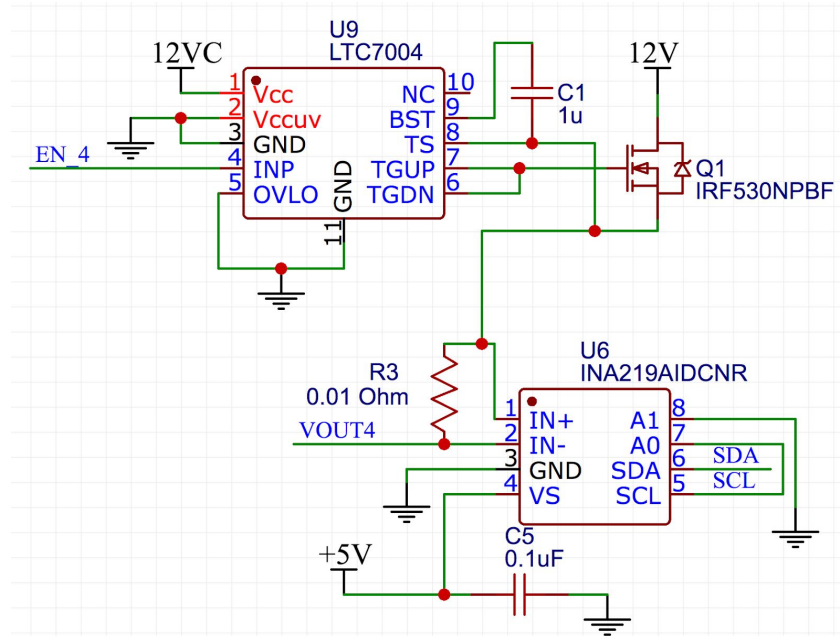 U9
LTC7004
12VC
12V
1 Vcc
2 Vccuv
3 GND
4 INP
5 OVLO
NC 10
BST 9
TS 8
TGUP 7
TGDN 6
GND 11
EN_4
C1
1u
Q1
IRF530NPBF
U6
INA219AIDCNR
R3
0.01 Ohm
VOUT4
1 IN+
2 IN-
3 GND
4 VS
A1 8
A0 7
SDA 6
SCL 5
SDA
SCL
+5V
C5
0.1uF